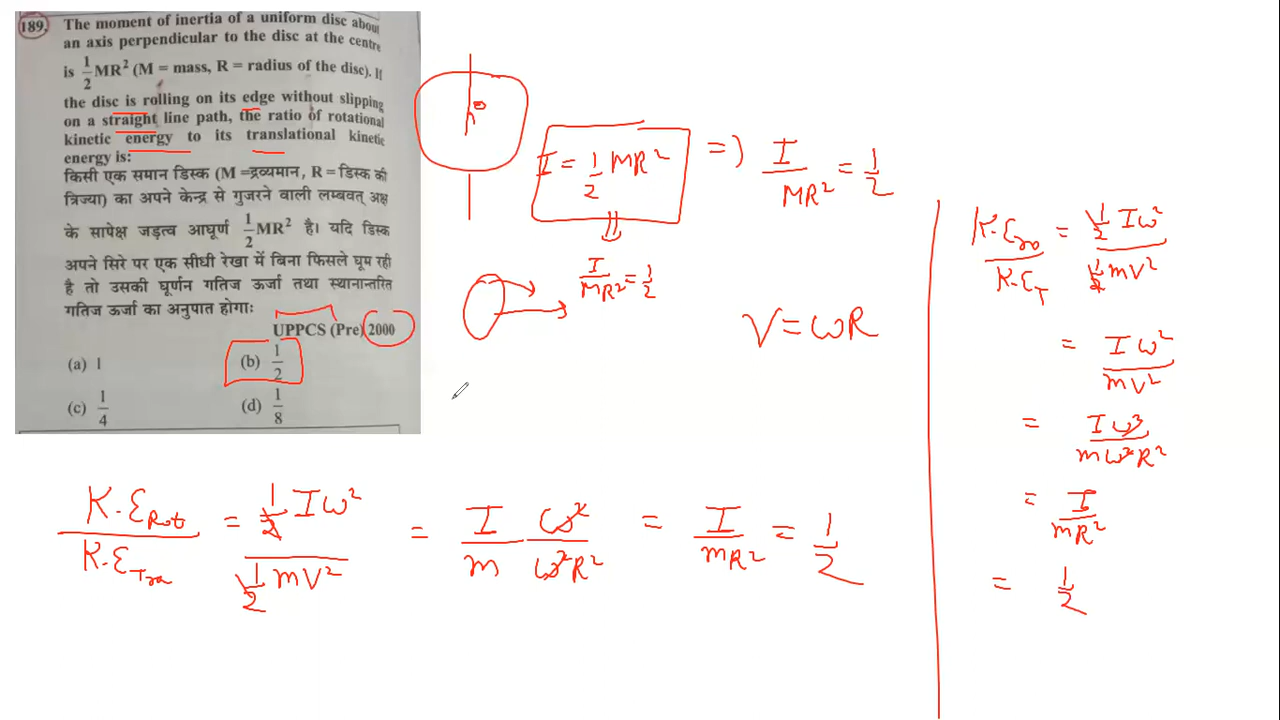 189. The moment of inertia of a uniform disc about
an axis perpendicular to the disc at the centre
is 1/2 MR² (M = mass, R = radius of the disc). If
the disc is rolling on its edge without slipping
on a straight line path, the ratio of rotational
kinetic energy to its translational kinetic
energy is:
किसी एक समान डिस्क (M =द्रव्यमान, R = डिस्क की
त्रिज्या) का अपने केन्द्र से गुजरने वाली लम्बवत् अक्ष
के सापेक्ष जड़त्व आघूर्ण 1/2 MR² है। यदि डिस्क
अपने सिरे पर एक सीधी रेखा में बिना फिसले घूम रही
है तो उसकी घूर्णन गतिज ऊर्जा तथा स्थानान्तरित
गतिज ऊर्जा का अनुपात होगाः
UPPCS (Pre) 2000
(a) 1
(b) 1/2
(c) 1/4
(d) 1/8
I = 1/2 MR² => I/MR² = 1/2
I/MR² = 1/2
V = ωR
K.E_Rot/K.E_Tra = 1/2 Iω² / 1/2 mV² = I/m ω²/ω²R² = I/mR² = 1/2
K.E_ro/K.E_T = 1/2 Iω² / 1/2 mV²
= Iω²/mV²
= Iω²/mω²R²
= I/mR²
= 1/2